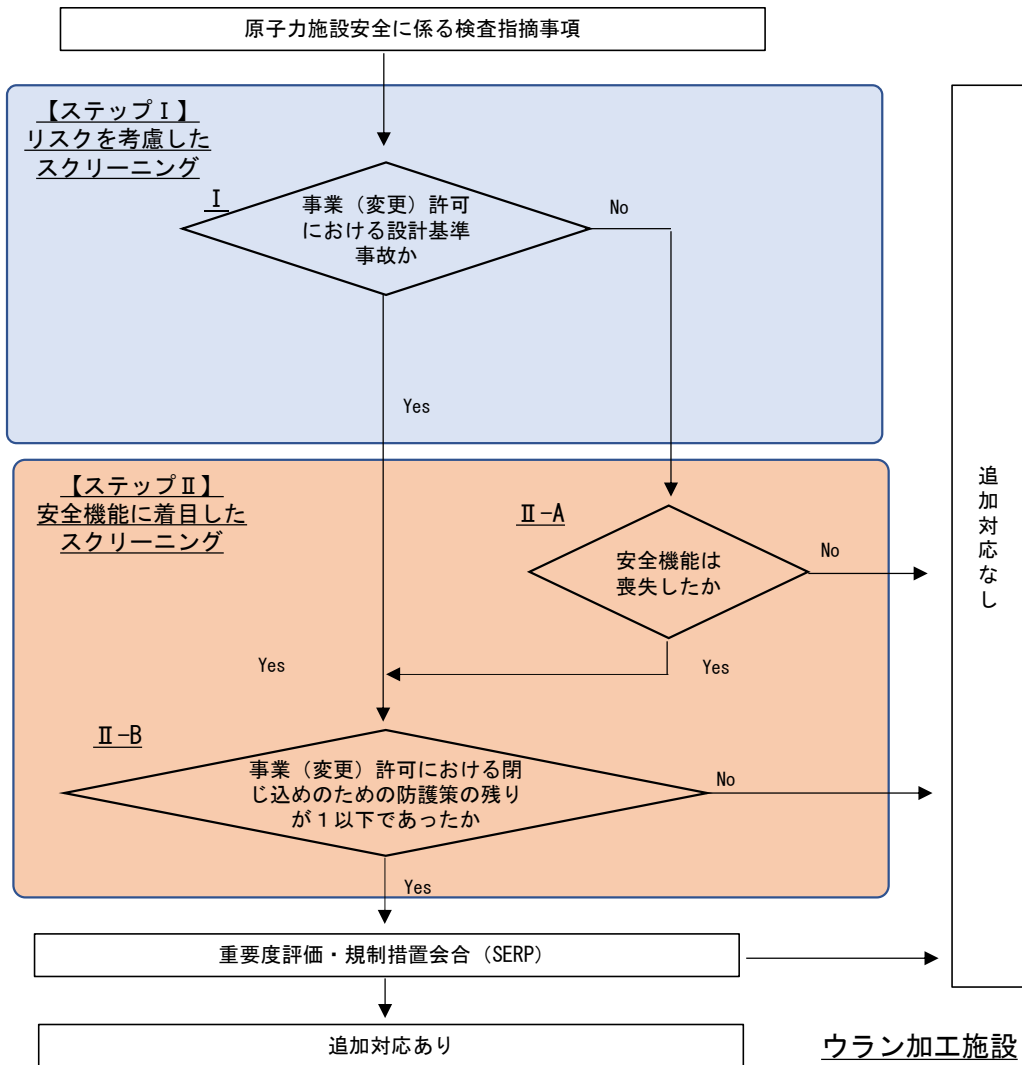 原子力施設安全に係る検査指摘事項
【ステップⅠ】
リスクを考慮した
スクリーニング
Ⅰ
事業（変更）許可
における設計基準
事故か
No
Yes
【ステップⅡ】
安全機能に着目した
スクリーニング
Ⅱ-A
安全機能は
喪失したか
No
Yes
Yes
Ⅱ-B
事業（変更）許可における閉
じ込めのための防護策の残り
が１以下であったか
No
Yes
重要度評価・規制措置会合（SERP）
追加対応あり
追加対応なし
ウラン加工施設